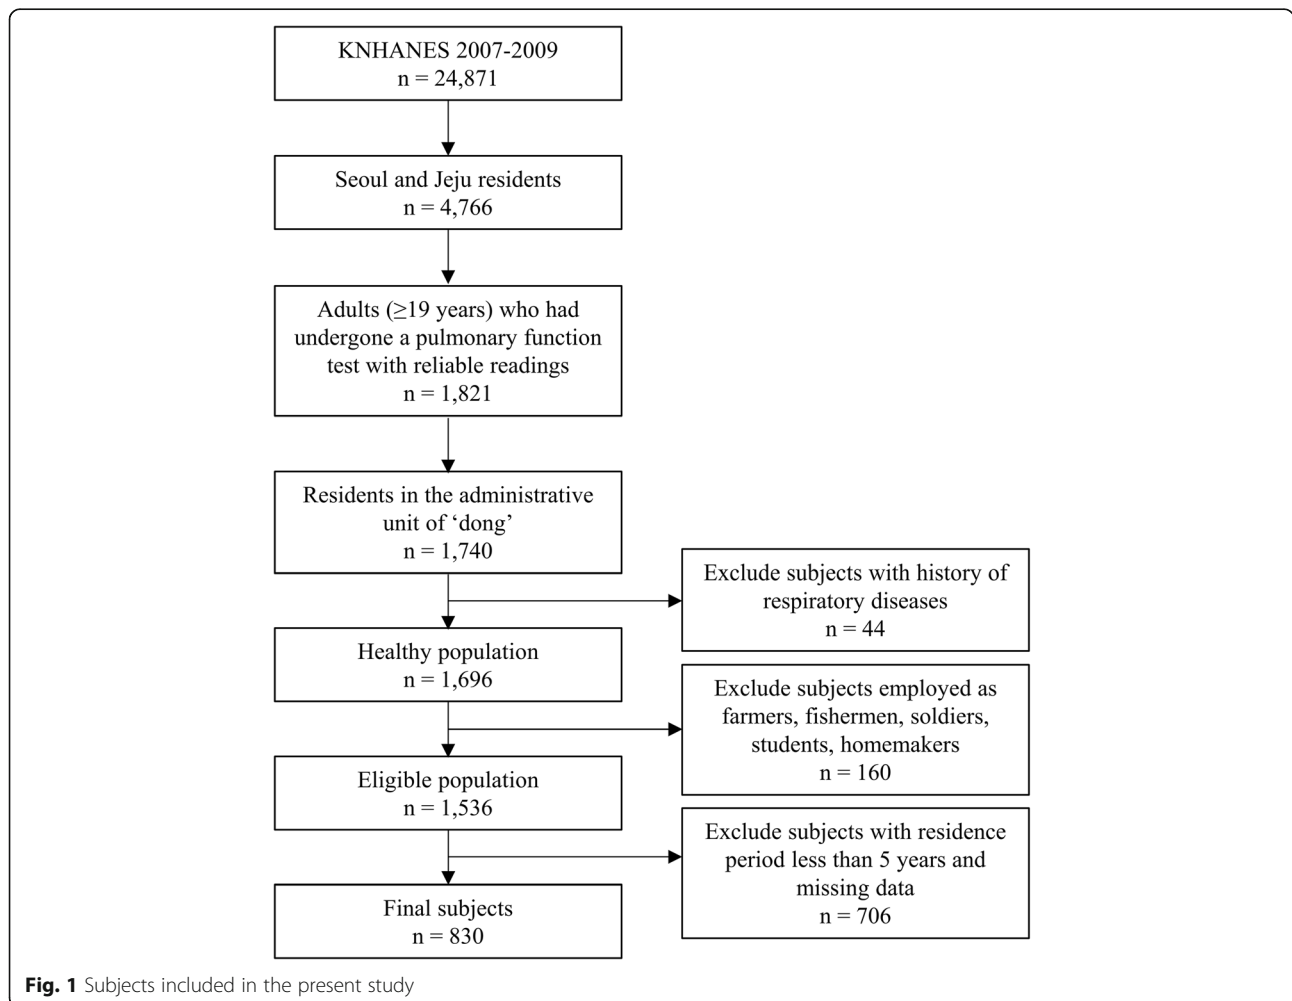 KNHANES 2007-2009
n = 24,871
Seoul and Jeju residents
n = 4,766
Adults (≥19 years) who had
undergone a pulmonary function
test with reliable readings
n = 1,821
Residents in the administrative
unit of ‘dong’
n = 1,740
Exclude subjects with history of
respiratory diseases
n = 44
Healthy population
n = 1,696
Exclude subjects employed as
farmers, fishermen, soldiers,
students, homemakers
n = 160
Eligible population
n = 1,536
Exclude subjects with residence
period less than 5 years and
missing data
n = 706
Final subjects
n = 830
Fig. 1 Subjects included in the present study